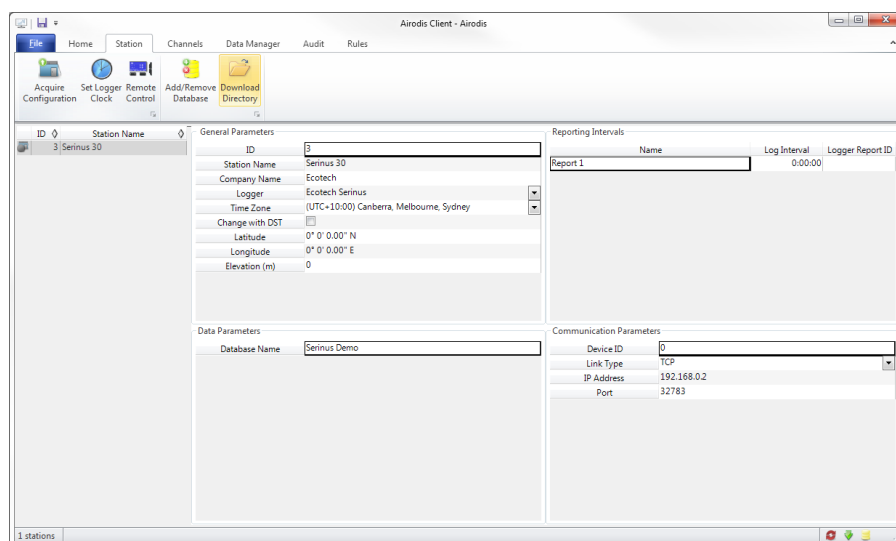 Airodis Client - Airodis
File Home Station Channels Data Manager Audit Rules
Acquire Configuration
Set Logger Clock
Remote Control
Add/Remove Database
Download Directory
ID Station Name
3 Serinus 30
General Parameters
ID 3
Station Name Serinus 30
Company Name Ecotech
Logger Ecotech Serinus
Time Zone (UTC+10:00) Canberra, Melbourne, Sydney
Change with DST
Latitude 0° 0' 0.00" N
Longitude 0° 0' 0.00" E
Elevation (m) 0
Reporting Intervals
Name Log Interval Logger Report ID
Report 1 0:00:00
Data Parameters
Database Name Serinus Demo
Communication Parameters
Device ID 0
Link Type TCP
IP Address 192.168.0.2
Port 32783
1 stations